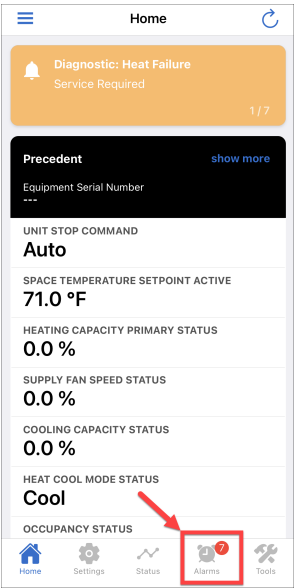 Home
Diagnostic: Heat Failure
Service Required
1 / 7
Precedent show more
Equipment Serial Number
---
UNIT STOP COMMAND
Auto
SPACE TEMPERATURE SETPOINT ACTIVE
71.0 °F
HEATING CAPACITY PRIMARY STATUS
0.0 %
SUPPLY FAN SPEED STATUS
0.0 %
COOLING CAPACITY STATUS
0.0 %
HEAT COOL MODE STATUS
Cool
OCCUPANCY STATUS
7
Home Settings Status Alarms Tools